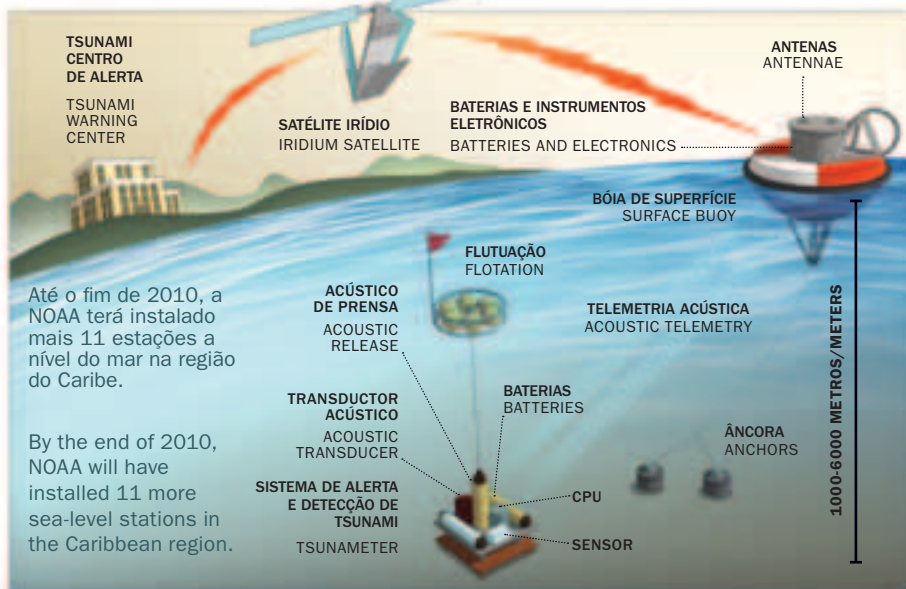 TSUNAMI
CENTRO
DE ALERTA
TSUNAMI
WARNING
CENTER
SATÉLITE IRÍDIO
IRIDIUM SATELLITE
BATERIAS E INSTRUMENTOS
ELETRÔNICOS
BATTERIES AND ELECTRONICS
ANTENAS
ANTENNAE
BÓIA DE SUPERFÍCIE
SURFACE BUOY
FLUTUAÇÃO
FLOTATION
Até o fim de 2010, a
NOAA terá instalado
mais 11 estações a
nível do mar na região
do Caribe.
By the end of 2010,
NOAA will have
installed 11 more
sea-level stations in
the Caribbean region.
ACÚSTICO
DE PRENSA
ACOUSTIC
RELEASE
TELEMETRIA ACÚSTICA
ACOUSTIC TELEMETRY
TRANSDUCTOR
ACÚSTICO
ACOUSTIC
TRANSDUCER
BATERIAS
BATTERIES
ÂNCORA
ANCHORS
SISTEMA DE ALERTA
E DETECÇÃO DE
TSUNAMI
TSUNAMETER
CPU
SENSOR
1000-6000 METROS/METERS